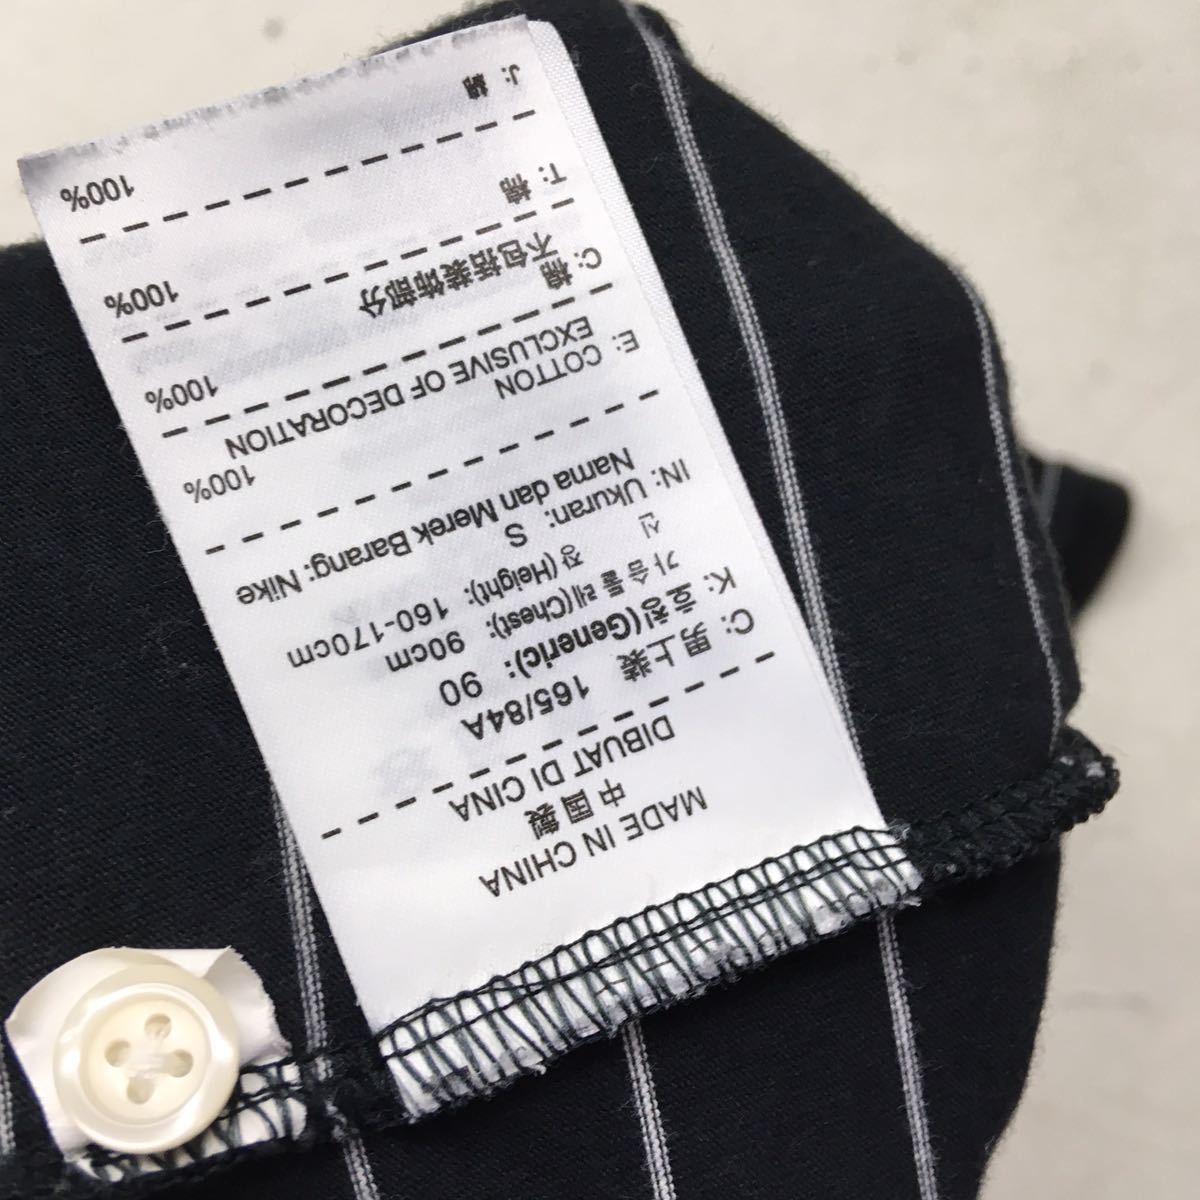 MADE IN CHINA
中国製
DIBUAT DI CINA
C: 男上装 165/84A
K: 호칭(Generic): 90
가슴둘레(Chest): 90cm
신 장(Height): 160-170cm
IN: Ukuran: S
Nama dan Merek Barang: Nike
E: COTTON 100%
EXCLUSIVE OF DECORATION
C: 棉 100%
不包括装饰部分
T: 棉 100%
J: 綿 100%